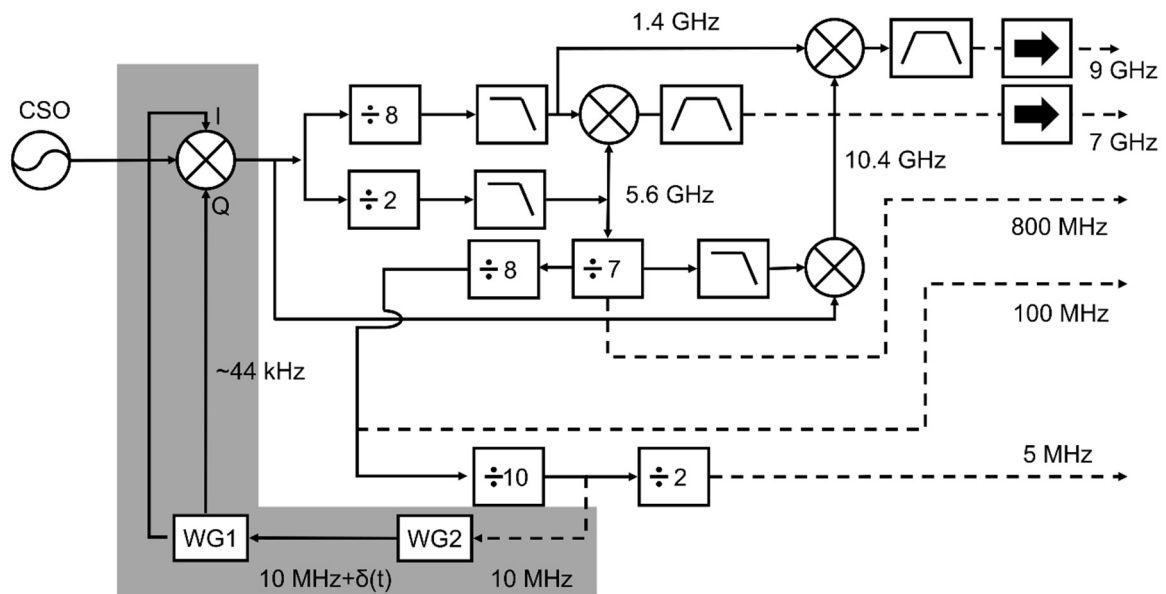 1.4 GHz
9 GHz
CSO
I
÷8
7 GHz
10.4 GHz
Q
÷2
5.6 GHz
800 MHz
÷8
÷7
100 MHz
~44 kHz
5 MHz
÷10
÷2
WG1
WG2
10 MHz+δ(t)
10 MHz